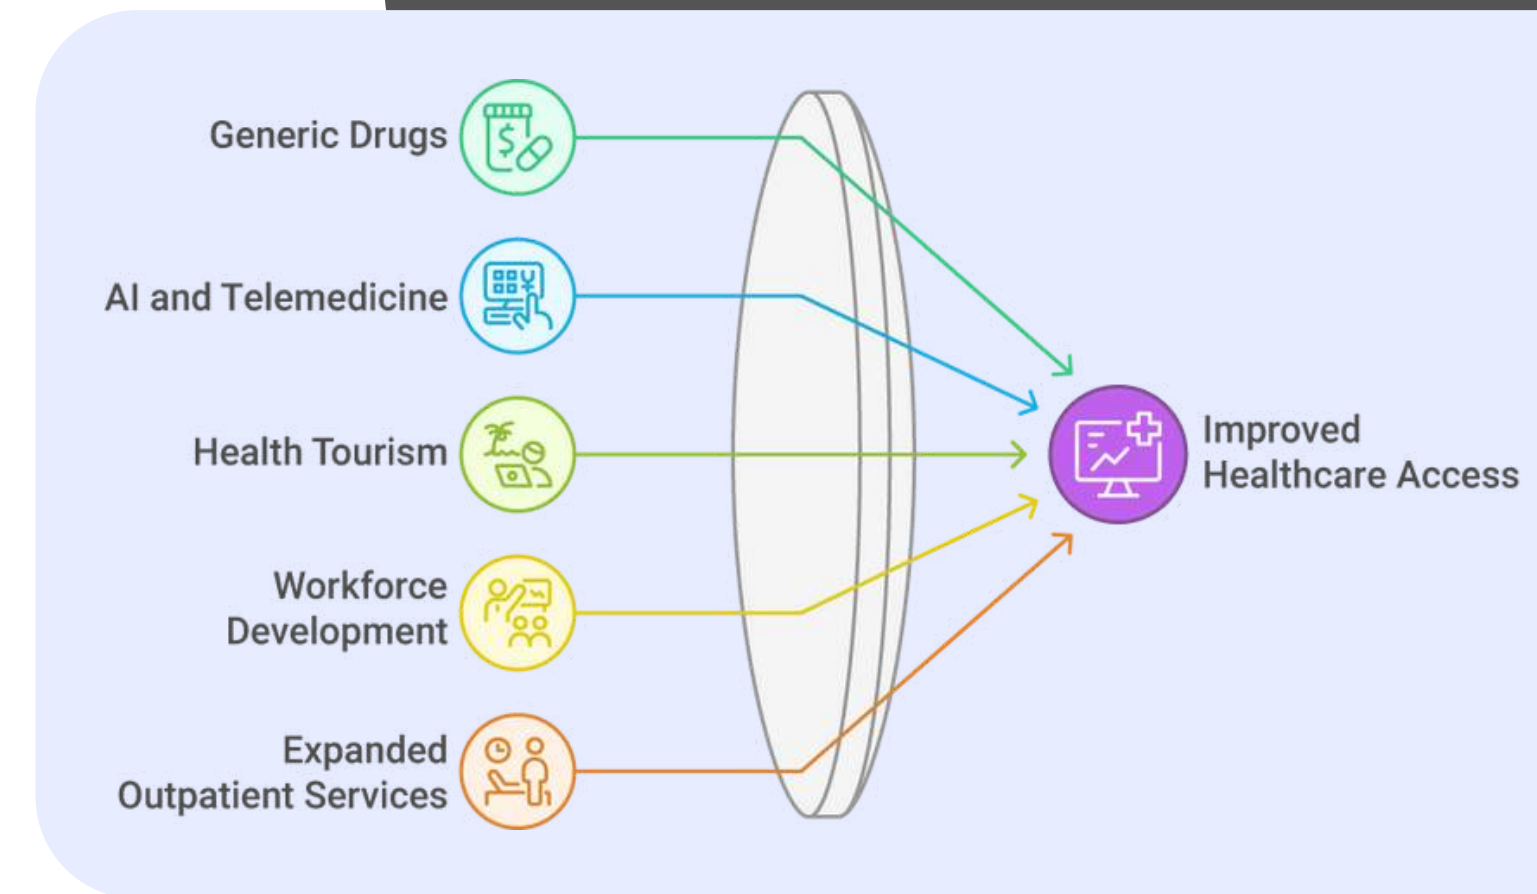 Generic Drugs
AI and Telemedicine
Health Tourism
Workforce
Development
Expanded
Outpatient Services
Improved
Healthcare Access